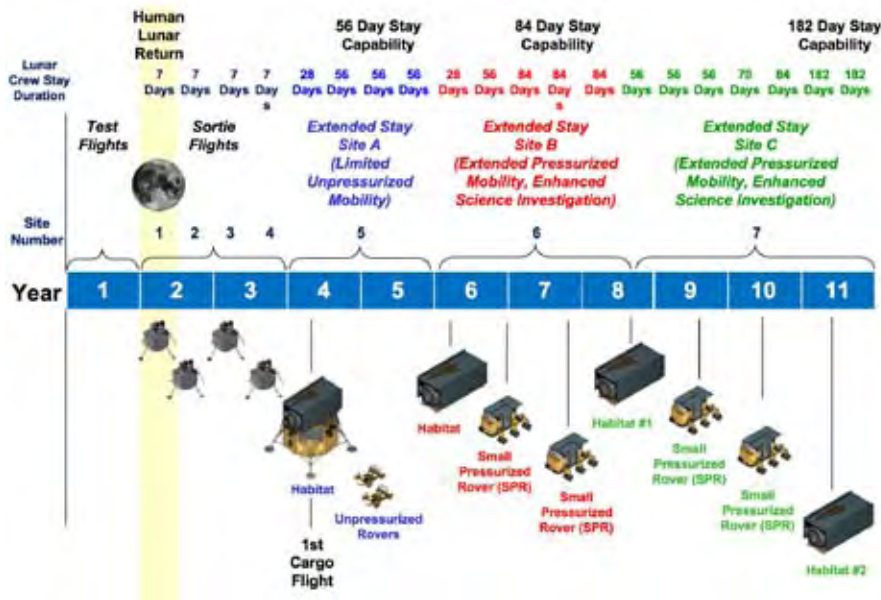 Human
Lunar
Return
56 Day Stay
Capability
84 Day Stay
Capability
182 Day Stay
Capability
Lunar
Crew Stay
Duration
7
Days
7
Days
7
Days
7
Day
s
28
Days
56
Days
56
Days
56
Days
28
Days
56
Days
84
Days
84
Day
s
84
Days
56
Days
56
Days
56
Days
70
Days
84
Days
182
Days
182
Days
Test
Flights
Sortie
Flights
Extended Stay
Site A
(Limited
Unpressurized
Mobility)
Extended Stay
Site B
(Extended Pressurized
Mobility, Enhanced
Science Investigation)
Extended Stay
Site C
(Extended Pressurized
Mobility, Enhanced
Science Investigation)
Site
Number
1 2 3 4 5 6 7
Year 1 2 3 4 5 6 7 8 9 10 11
Habitat
Unpressurized
Rovers
1st
Cargo
Flight
Habitat
Small
Pressurized
Rover (SPR)
Small
Pressurized
Rover (SPR)
Habitat #1
Small
Pressurized
Rover (SPR)
Small
Pressurized
Rover (SPR)
Habitat #2